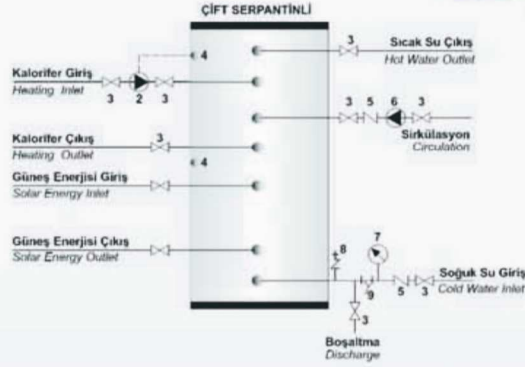 ÇİFT SERPANTİNLİ
3
Sıcak Su Çıkış
Hot Water Outlet
4
Kalorifer Giriş
Heating Inlet
3
2
3
3
5
6
3
Sirkülasyon
Circulation
Kalorifer Çıkış
Heating Outlet
3
4
Güneş Enerjisi Giriş
Solar Energy Inlet
Güneş Enerjisi Çıkış
Solar Energy Outlet
8
7
Soğuk Su Giriş
Cold Water Inlet
9
5
3
3
Boşaltma
Discharge